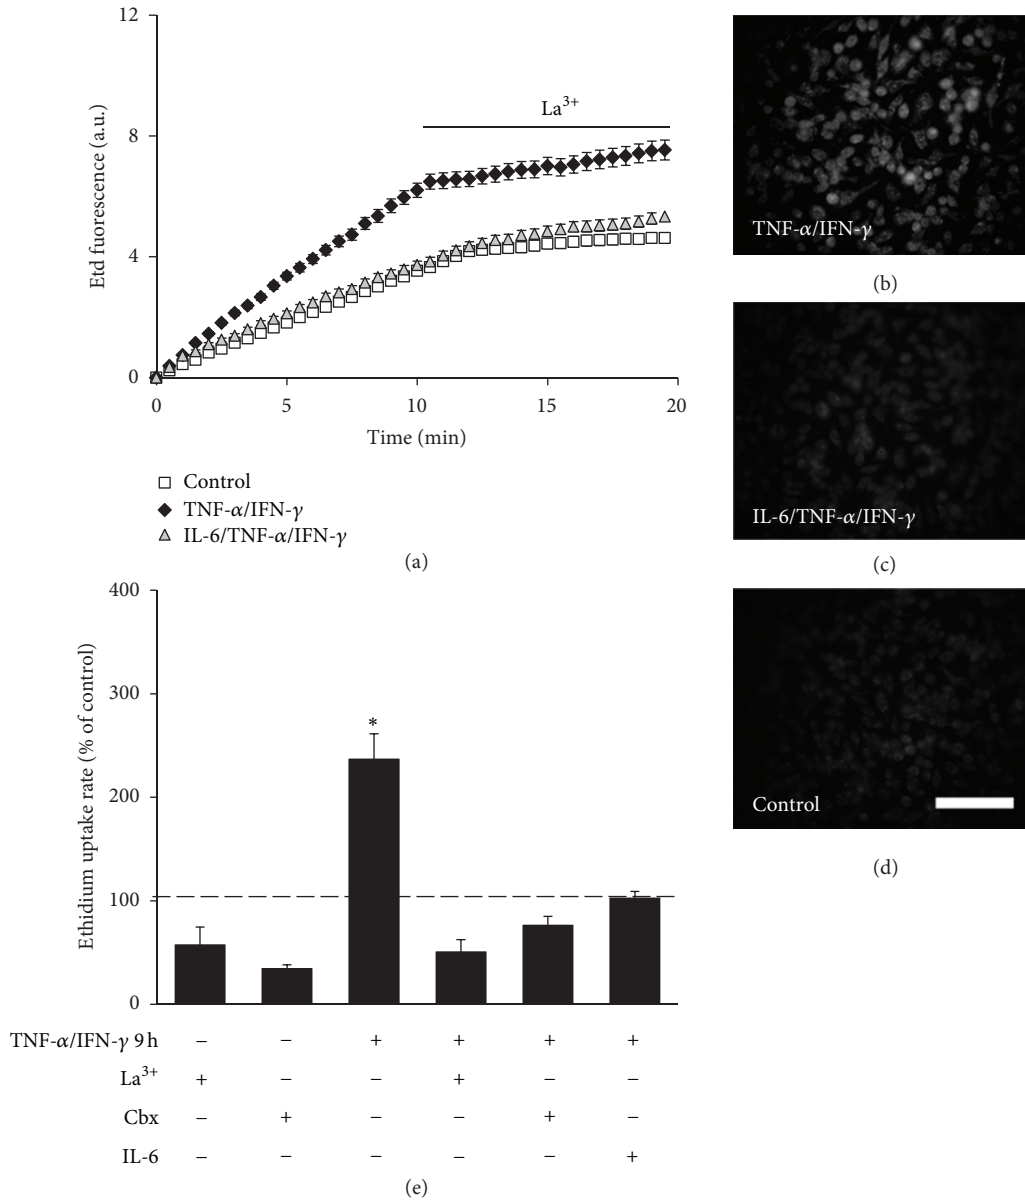 12
8
4
0
Etd fuorescence (a.u.)
La³⁺
0 5 10 15 20
Time (min)
Control
TNF-α/IFN-γ
IL-6/TNF-α/IFN-γ
(a)
TNF-α/IFN-γ
(b)
IL-6/TNF-α/IFN-γ
(c)
Control
(d)
400
300
200
100
0
Ethidium uptake rate (% of control)
*
TNF-α/IFN-γ 9 h − − + + + +
La³⁺ + − − + − −
Cbx − + − − + −
IL-6 − − − − − +
(e)